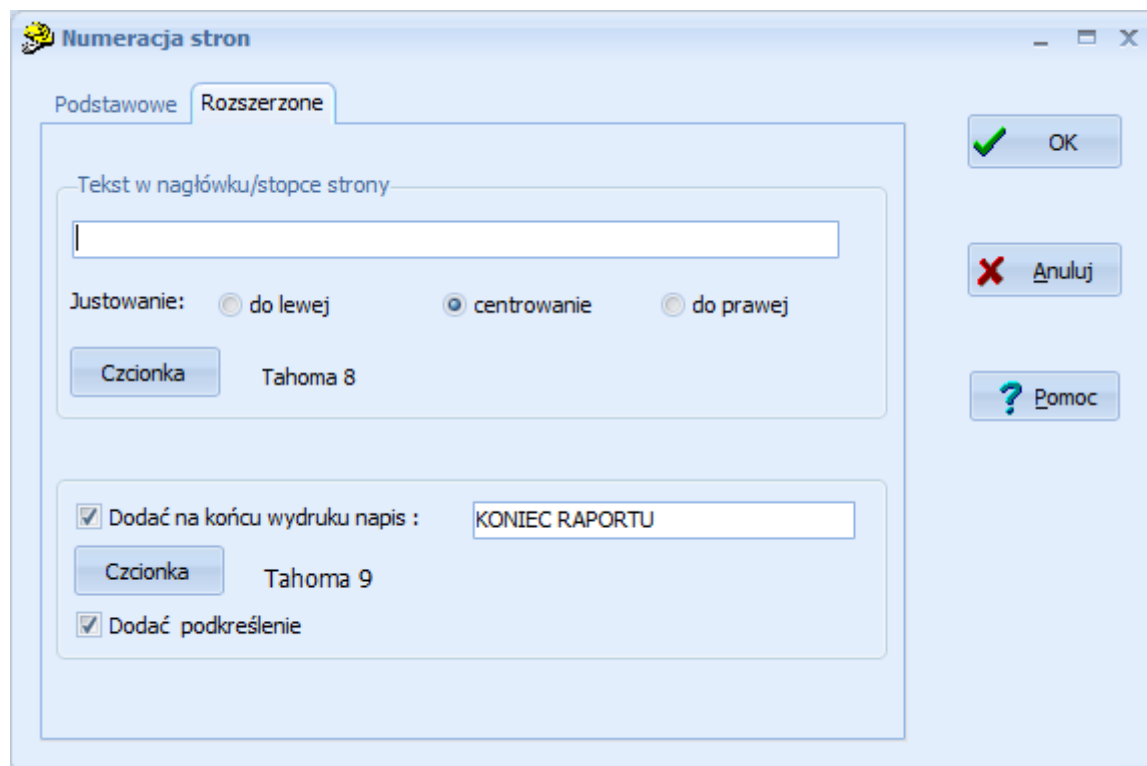 Numeracja stron
Podstawowe Rozszerzone
OK
Tekst w nagłówku/stopce strony
Anuluj
Justowanie: do lewej centrowanie do prawej
Czcionka Tahoma 8
Pomoc
Dodać na końcu wydruku napis : KONIEC RAPORTU
Czcionka Tahoma 9
Dodać podkreślenie